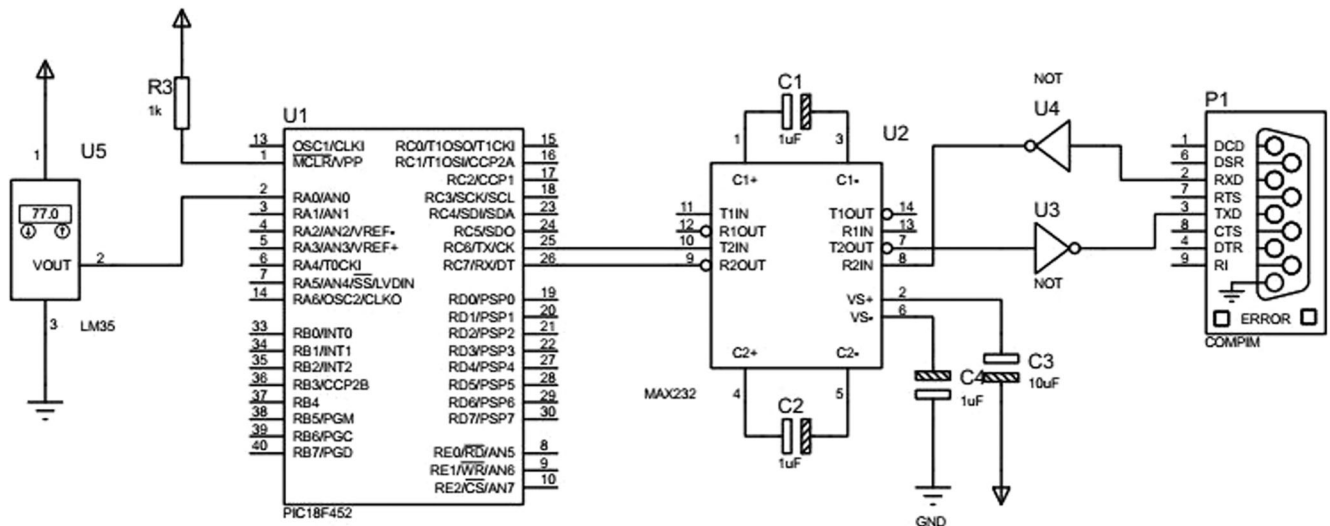 R3
1k
1
U5
77.0
VOUT
2
3
LM35
U1
13 OSC1/CLKI
1 MCLR/VPP
2 RA0/AN0
3 RA1/AN1
4 RA2/AN2/VREF-
5 RA3/AN3/VREF+
6 RA4/T0CKI
7 RA5/AN4/SS/LVDIN
14 RA6/OSC2/CLKO
33 RB0/INT0
34 RB1/INT1
35 RB2/INT2
36 RB3/CCP2B
37 RB4
38 RB5/PGM
39 RB6/PGC
40 RB7/PGD
RC0/T1OSO/T1CKI 15
RC1/T1OSI/CCP2A 16
RC2/CCP1 17
RC3/SCK/SCL 18
RC4/SDI/SDA 23
RC5/SDO 24
RC6/TX/CK 25
RC7/RX/DT 26
RD0/PSP0 19
RD1/PSP1 20
RD2/PSP2 21
RD3/PSP3 22
RD4/PSP4 27
RD5/PSP5 28
RD6/PSP6 29
RD7/PSP7 30
RE0/RD/AN5 8
RE1/WR/AN6 9
RE2/CS/AN7 10
PIC18F452
C1
1uF
1
3
U2
C1+
C1-
11 T1IN
12 R1OUT
10 T2IN
9 R2OUT
T1OUT 14
R1IN 13
T2OUT 7
R2IN 8
VS+ 2
VS- 6
C2+
C2-
MAX232
4
5
C2
1uF
NOT
U4
U3
NOT
C4
1uF
C3
10uF
GND
P1
1 DCD
6 DSR
2 RXD
7 RTS
3 TXD
8 CTS
4 DTR
9 RI
ERROR
COMPIM